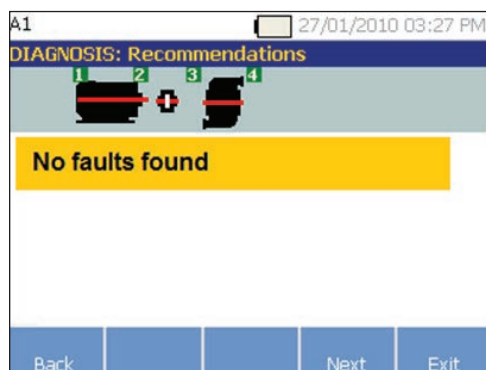 A1 27/01/2010 03:27 PM
DIAGNOSIS: Recommendations
1 2 3 4
No faults found
Back Next Exit